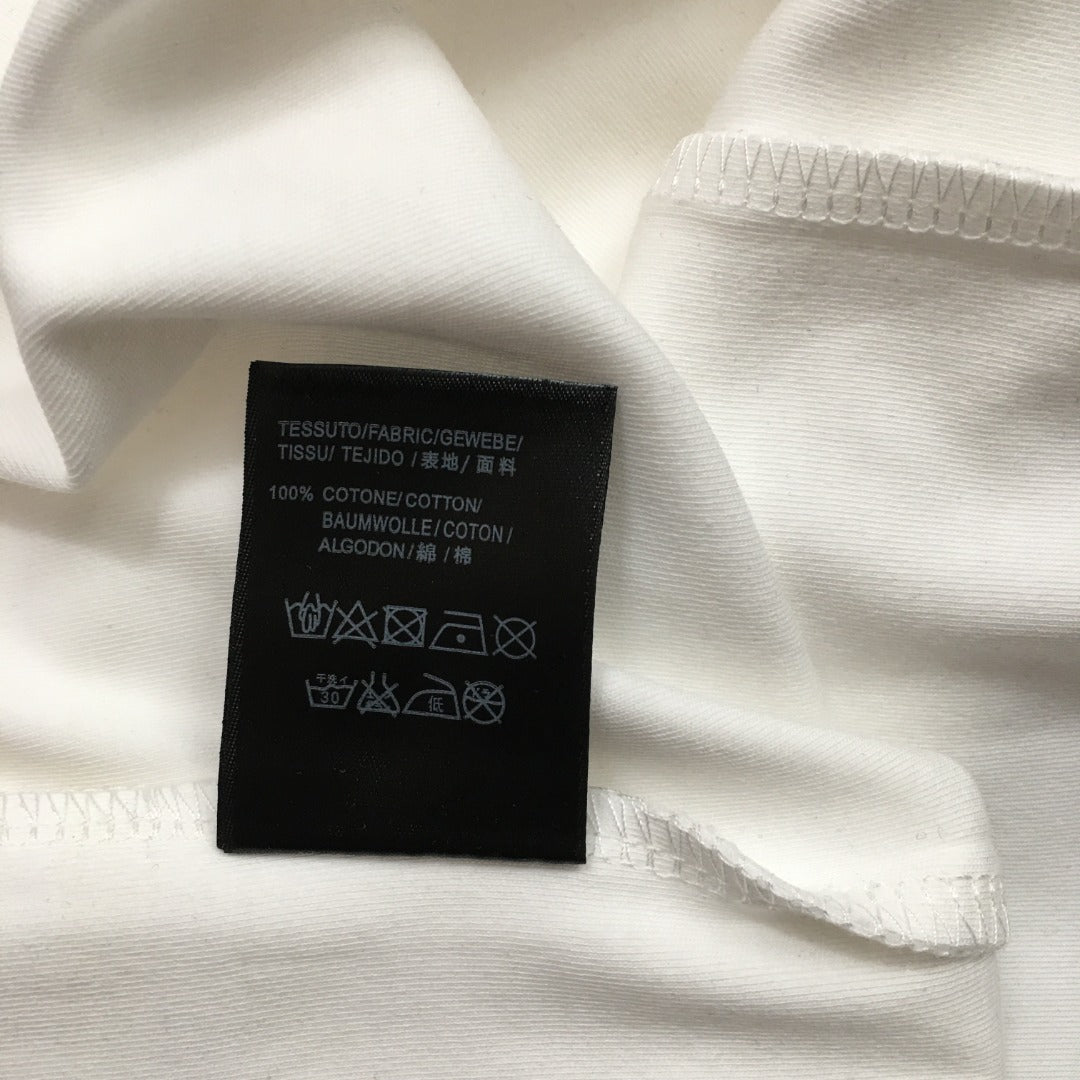 TESSUTO/FABRIC/GEWEBE/
TISSU/ TEJIDO /表地/ 面料
100% COTONE/COTTON/
BAUMWOLLE/COTON/
ALGODON/綿 /棉
30
低